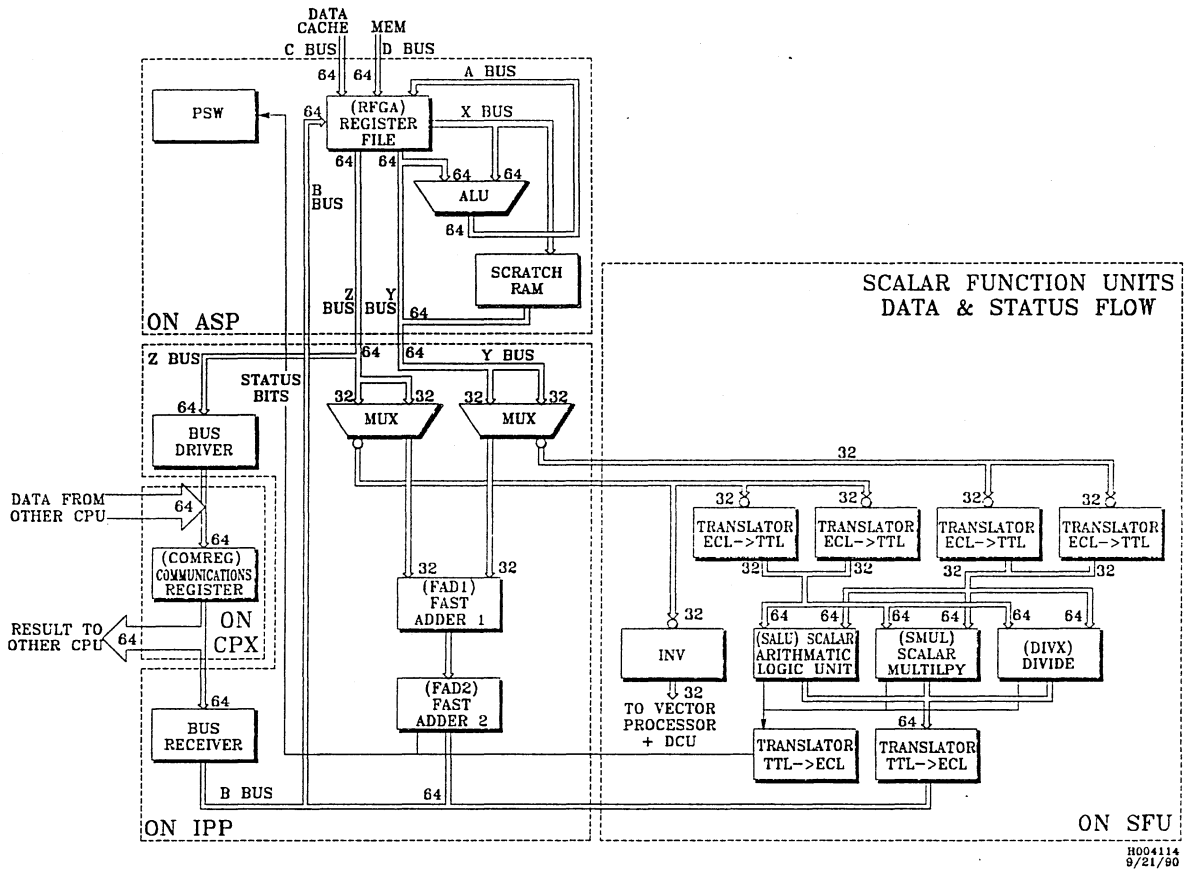 DATA
CACHE
MEM
C BUS
D BUS
64
64
A BUS
PSW
64
(RFGA)
REGISTER
FILE
X BUS
64
64
B
BUS
64
64
ALU
64
SCRATCH
RAM
Z
BUS
Y
BUS
64
ON ASP
SCALAR FUNCTION UNITS
DATA & STATUS FLOW
Z BUS
64
64
Y BUS
STATUS
BITS
64
32
32
32
32
MUX
MUX
BUS
DRIVER
32
DATA FROM
OTHER CPU
64
32
32
32
32
TRANSLATOR
ECL->TTL
TRANSLATOR
ECL->TTL
TRANSLATOR
ECL->TTL
TRANSLATOR
ECL->TTL
64
(COMREG)
COMMUNICATIONS
REGISTER
32
32
32
32
32
32
(FAD1)
FAST
ADDER 1
ON
CPX
RESULT TO
OTHER CPU
64
32
64
64
64
64
64
64
INV
(SALU) SCALAR
ARITHMATIC
LOGIC UNIT
(SMUL)
SCALAR
MULTILPY
(DIVX)
DIVIDE
(FAD2)
FAST
ADDER 2
32
TO VECTOR
PROCESSOR
+ DCU
64
64
BUS
RECEIVER
TRANSLATOR
TTL->ECL
TRANSLATOR
TTL->ECL
B BUS
64
ON IPP
ON SFU
H004114
9/21/90